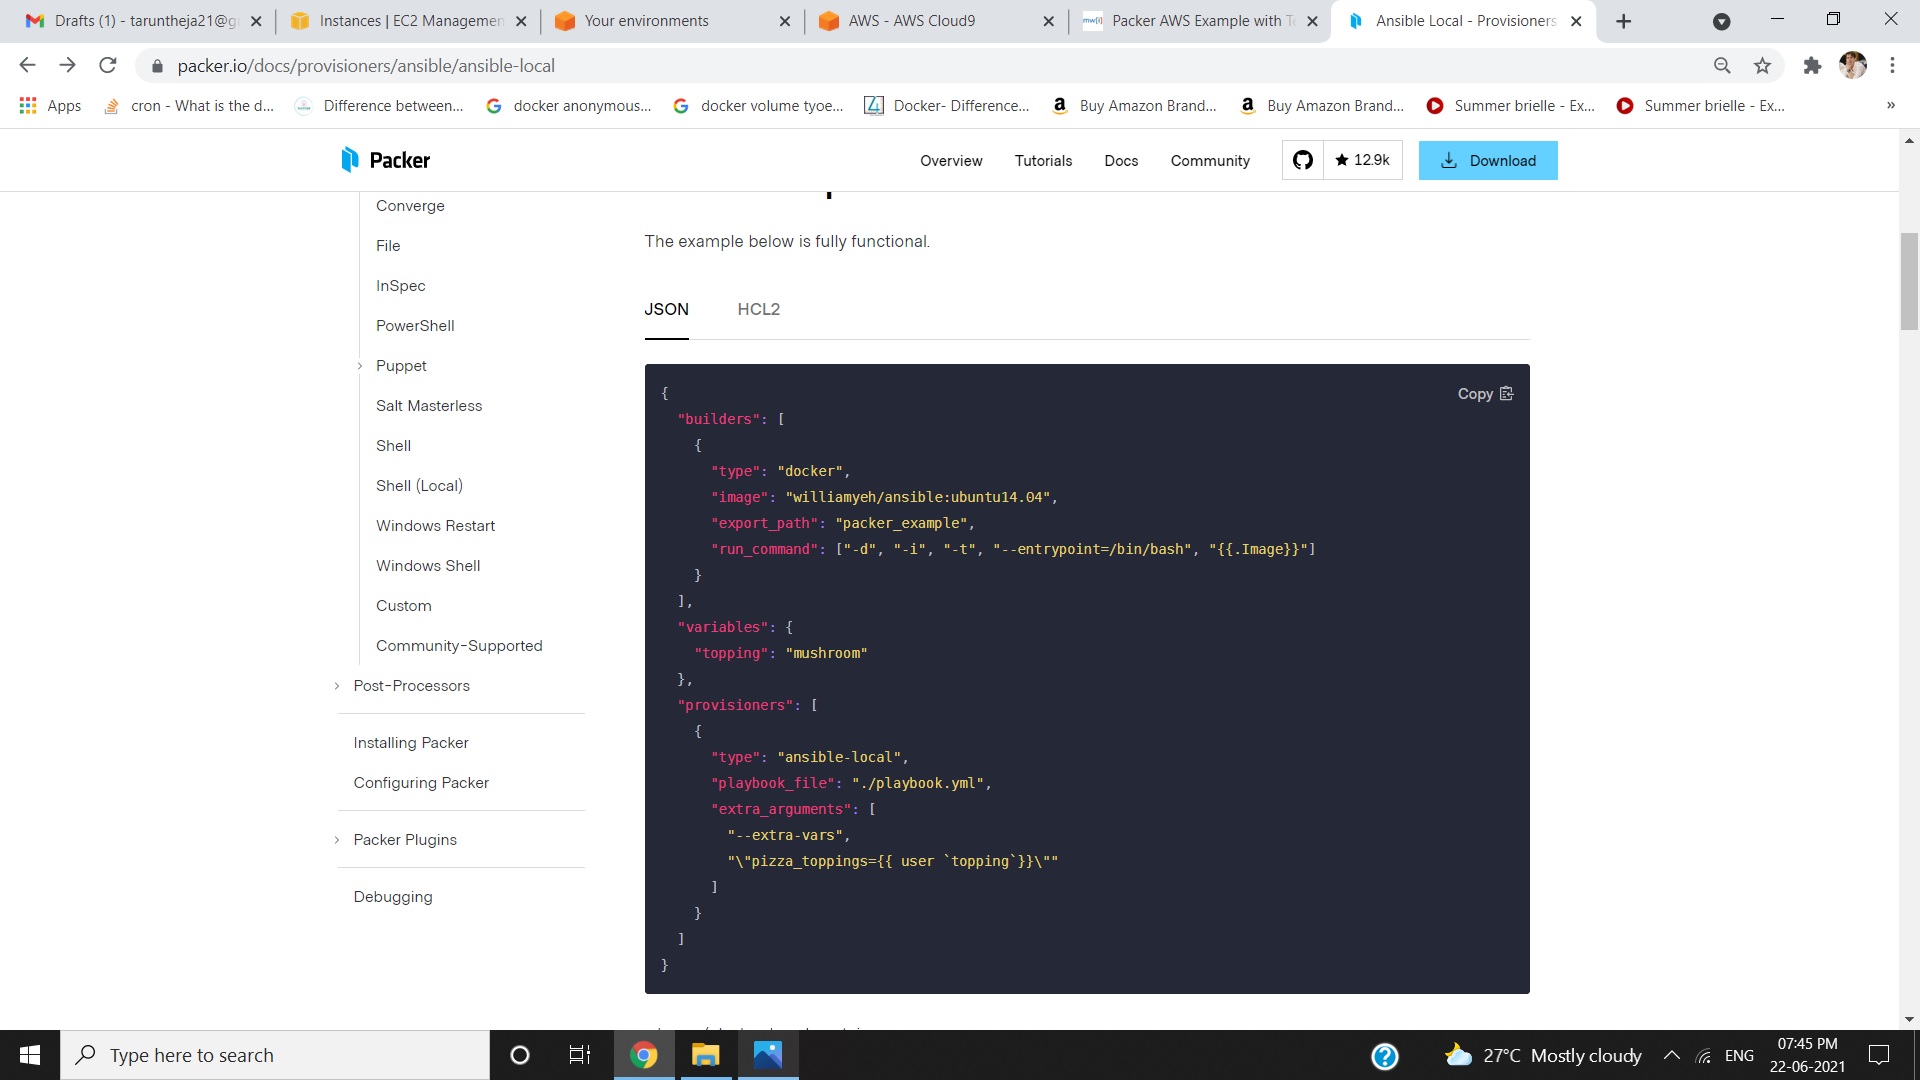 Drafts (1) - taruntheja21@g
Instances | EC2 Managemen
Your environments
AWS - AWS Cloud9
Packer AWS Example with Te
Ansible Local - Provisioners
packer.io/docs/provisioners/ansible/ansible-local
Apps
cron - What is the d...
Difference between...
docker anonymous...
docker volume tyoe...
Docker- Difference...
Buy Amazon Brand...
Buy Amazon Brand...
Summer brielle - Ex...
Summer brielle - Ex...
»
Packer
Overview
Tutorials
Docs
Community
12.9k
Download
Converge
File
InSpec
PowerShell
Puppet
Salt Masterless
Shell
Shell (Local)
Windows Restart
Windows Shell
Custom
Community-Supported
Post-Processors
Installing Packer
Configuring Packer
Packer Plugins
Debugging
The example below is fully functional.
JSON HCL2
Copy
{
"builders": [
{
"type": "docker",
"image": "williamyeh/ansible:ubuntu14.04",
"export_path": "packer_example",
"run_command": ["-d", "-i", "-t", "--entrypoint=/bin/bash", "{{.Image}}"]
}
],
"variables": {
"topping": "mushroom"
},
"provisioners": [
{
"type": "ansible-local",
"playbook_file": "./playbook.yml",
"extra_arguments": [
"--extra-vars",
"\"pizza_toppings={{ user `topping`}}\""
]
}
]
}
Type here to search
27°C Mostly cloudy
ENG
07:45 PM
22-06-2021